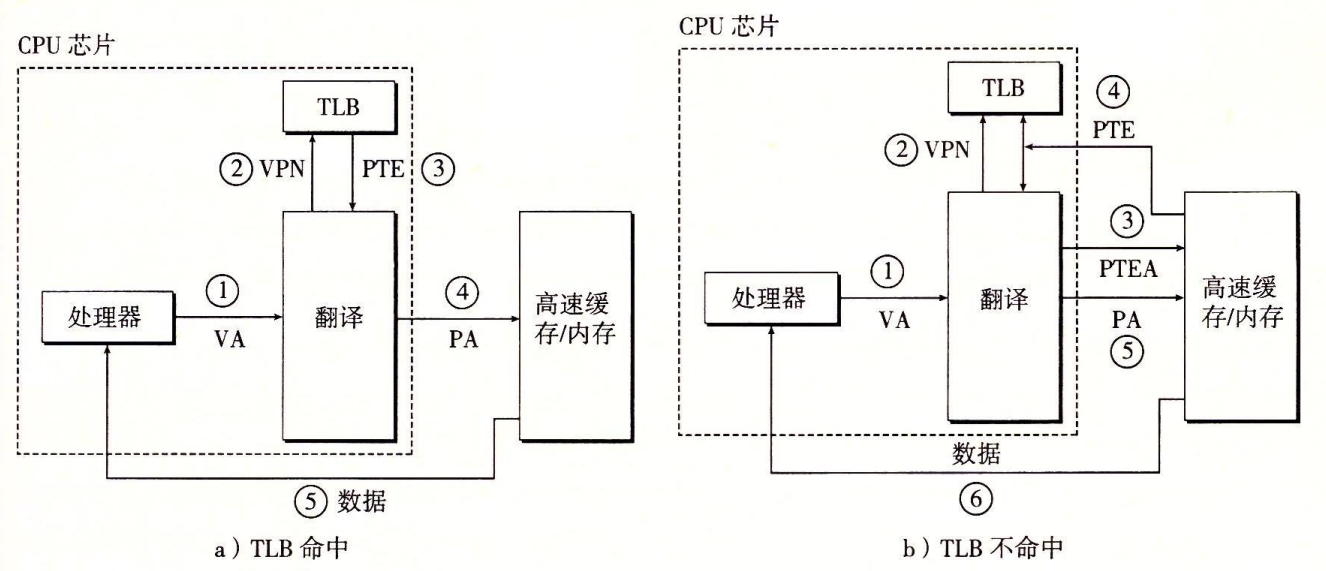 CPU 芯片
TLB
② VPN
PTE ③
处理器
①
VA
翻译
④
PA
高速缓
存/内存
⑤ 数据
a）TLB 命中
CPU 芯片
TLB
④
PTE
② VPN
处理器
①
VA
翻译
③
PTEA
PA
⑤
高速缓
存/内存
数据
⑥
b）TLB 不命中